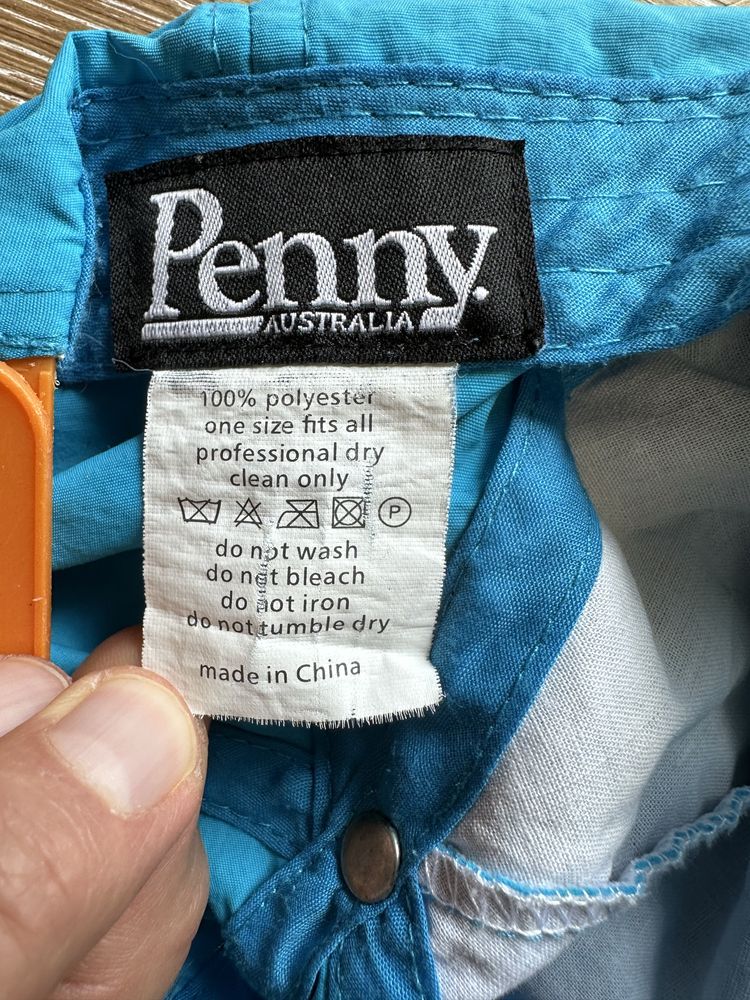 Penny.
AUSTRALIA
100% polyester
one size fits all
professional dry
clean only
P
do not wash
do not bleach
do not iron
do not tumble dry
made in China